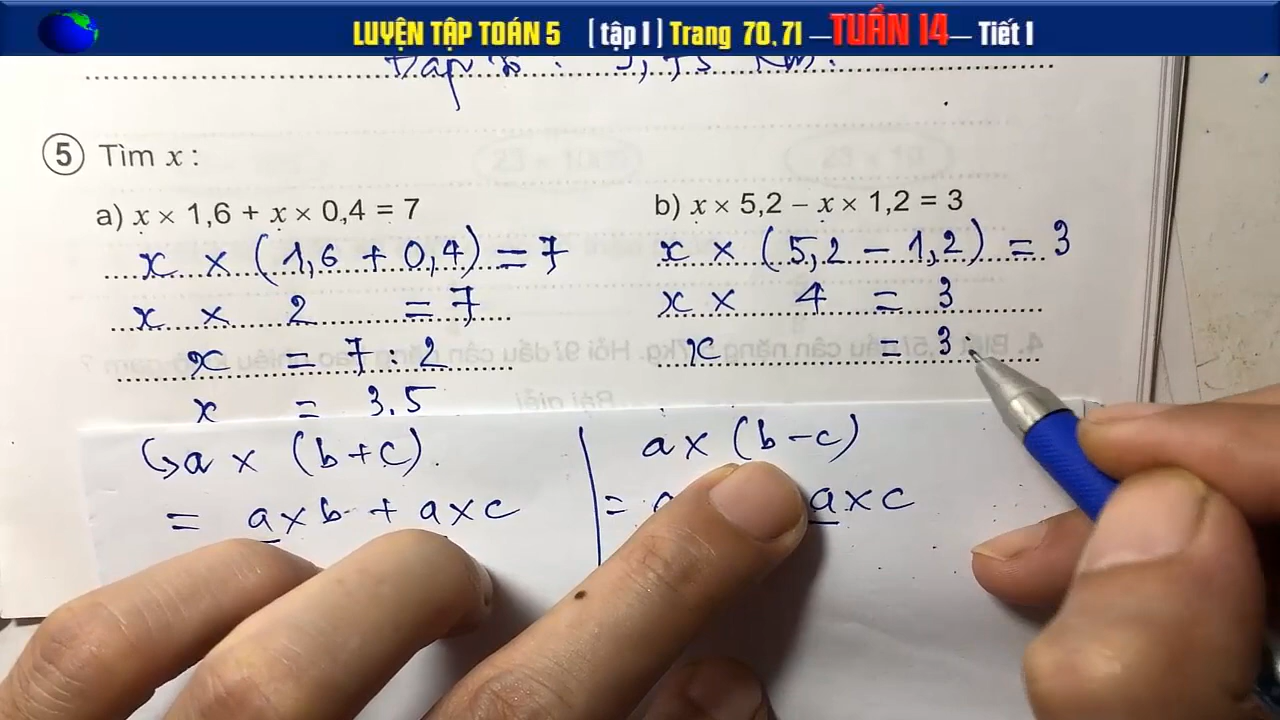 LUYỆN TẬP TOÁN 5 [ tập 1 ] Trang 70, 71 — TUẦN 14 — Tiết 1
5 Tìm x :
a) x × 1,6 + x × 0,4 = 7
x × (1,6 + 0,4) = 7
x × 2 = 7
x = 7 : 2
x = 3.5
b) x × 5,2 – x × 1,2 = 3
x × (5,2 - 1,2) = 3
x × 4 = 3
x = 3 :
a × (b + c)
= a × b + a × c
a × (b - c)
= a × c